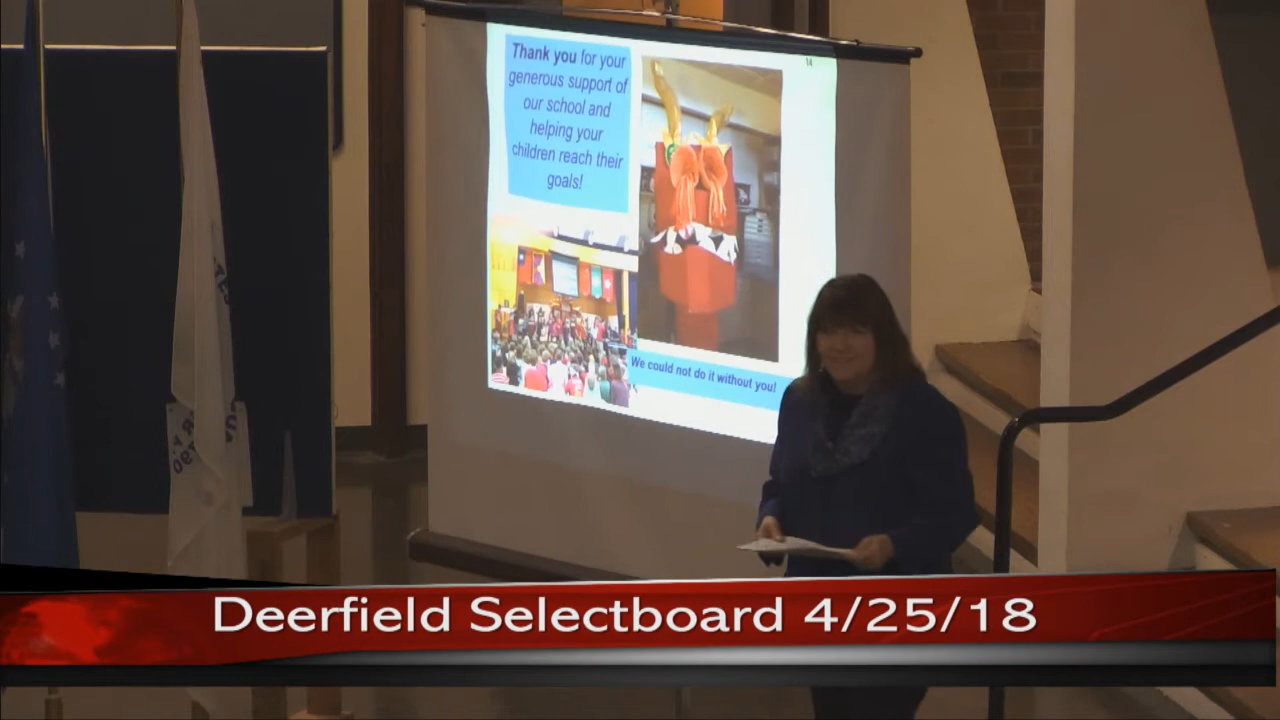 Thank you for your
generous support of
our school and
helping your
children reach their
goals!
14
We could not do it without you!
Deerfield Selectboard 4/25/18